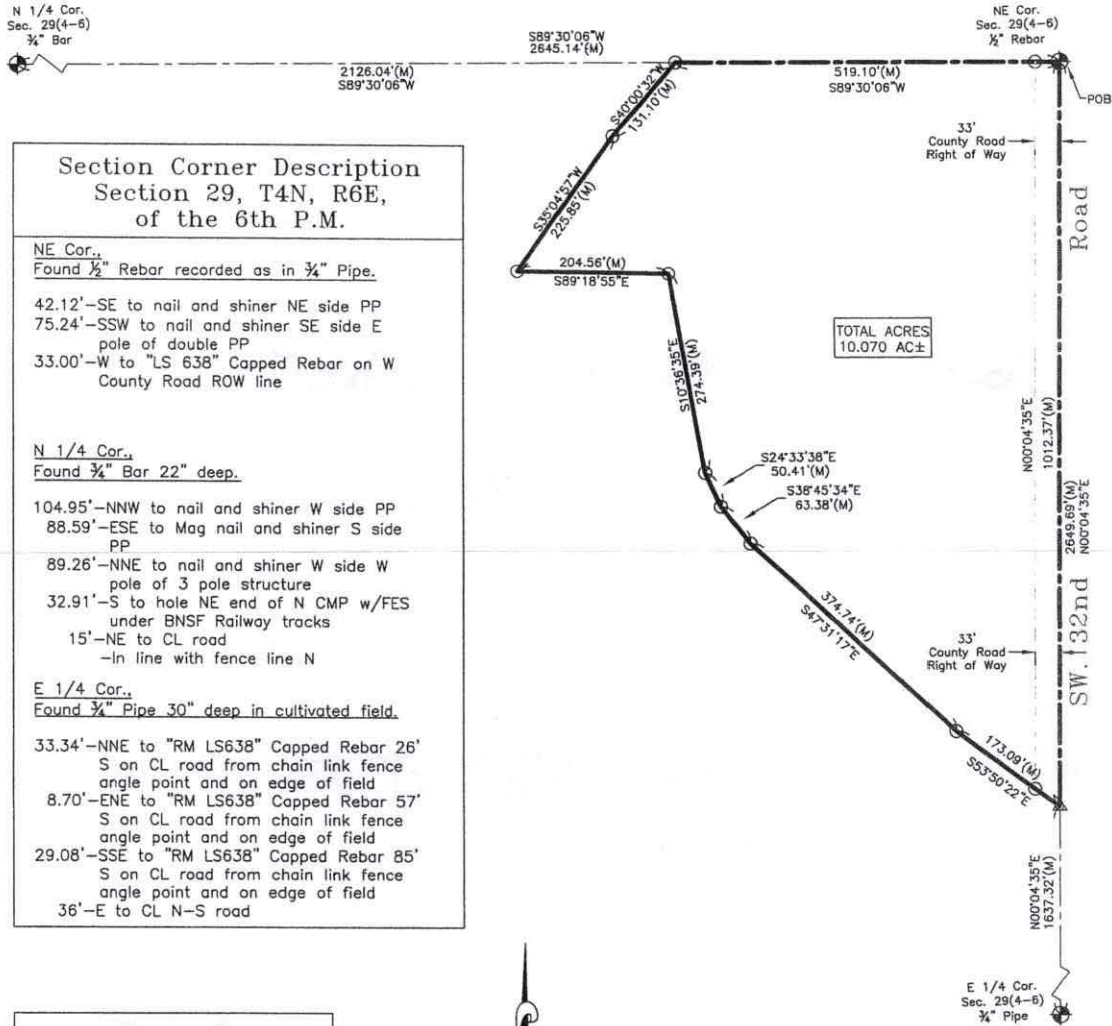 N 1/4 Cor.
Sec. 29(4-6)
¾" Bar
S89°30'06"W
2645.14'(M)
2126.04'(M)
S89°30'06"W
NE Cor.
Sec. 29(4-6)
½" Rebar
519.10'(M)
S89°30'06"W
POB
S40°00'32"W
131.10'(M)
33'
County Road
Right of Way
S35°04'57"W
225.85'(M)
204.56'(M)
S89°18'55"E
TOTAL ACRES
10.070 AC±
S10°36'35"E
274.39'(M)
S24°33'38"E
50.41'(M)
S38°45'34"E
63.38'(M)
N00°04'35"E
1012.37'(M)
2649.69'(M)
N00°04'35"E
SW. 132nd Road
374.74'(M)
S47°31'17"E
33'
County Road
Right of Way
173.09'(M)
S53°50'22"E
N00°04'35"E
1637.32'(M)
E 1/4 Cor.
Sec. 29(4-6)
¾" Pipe
Section Corner Description
Section 29, T4N, R6E,
of the 6th P.M.
NE Cor.,
Found ½" Rebar recorded as in ¾" Pipe.
42.12'-SE to nail and shiner NE side PP
75.24'-SSW to nail and shiner SE side E
pole of double PP
33.00'-W to "LS 638" Capped Rebar on W
County Road ROW line
N 1/4 Cor.,
Found ¾" Bar 22" deep.
104.95'-NNW to nail and shiner W side PP
88.59'-ESE to Mag nail and shiner S side
PP
89.26'-NNE to nail and shiner W side W
pole of 3 pole structure
32.91'-S to hole NE end of N CMP w/FES
under BNSF Railway tracks
15'-NE to CL road
-In line with fence line N
E 1/4 Cor.,
Found ¾" Pipe 30" deep in cultivated field.
33.34'-NNE to "RM LS638" Capped Rebar 26'
S on CL road from chain link fence
angle point and on edge of field
8.70'-ENE to "RM LS638" Capped Rebar 57'
S on CL road from chain link fence
angle point and on edge of field
29.08'-SSE to "RM LS638" Capped Rebar 85'
S on CL road from chain link fence
angle point and on edge of field
36'-E to CL N-S road